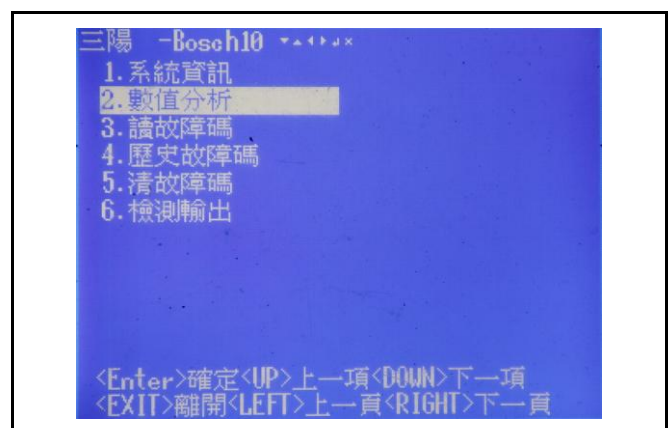 三陽 -Bosch10 ▼▲◀▶↲×
1.系統資訊
2.數值分析
3.讀故障碼
4.歷史故障碼
5.清故障碼
6.檢測輸出
<Enter>確定<UP>上一項<DOWN>下一項
<EXIT>離開<LEFT>上一頁<RIGHT>下一頁